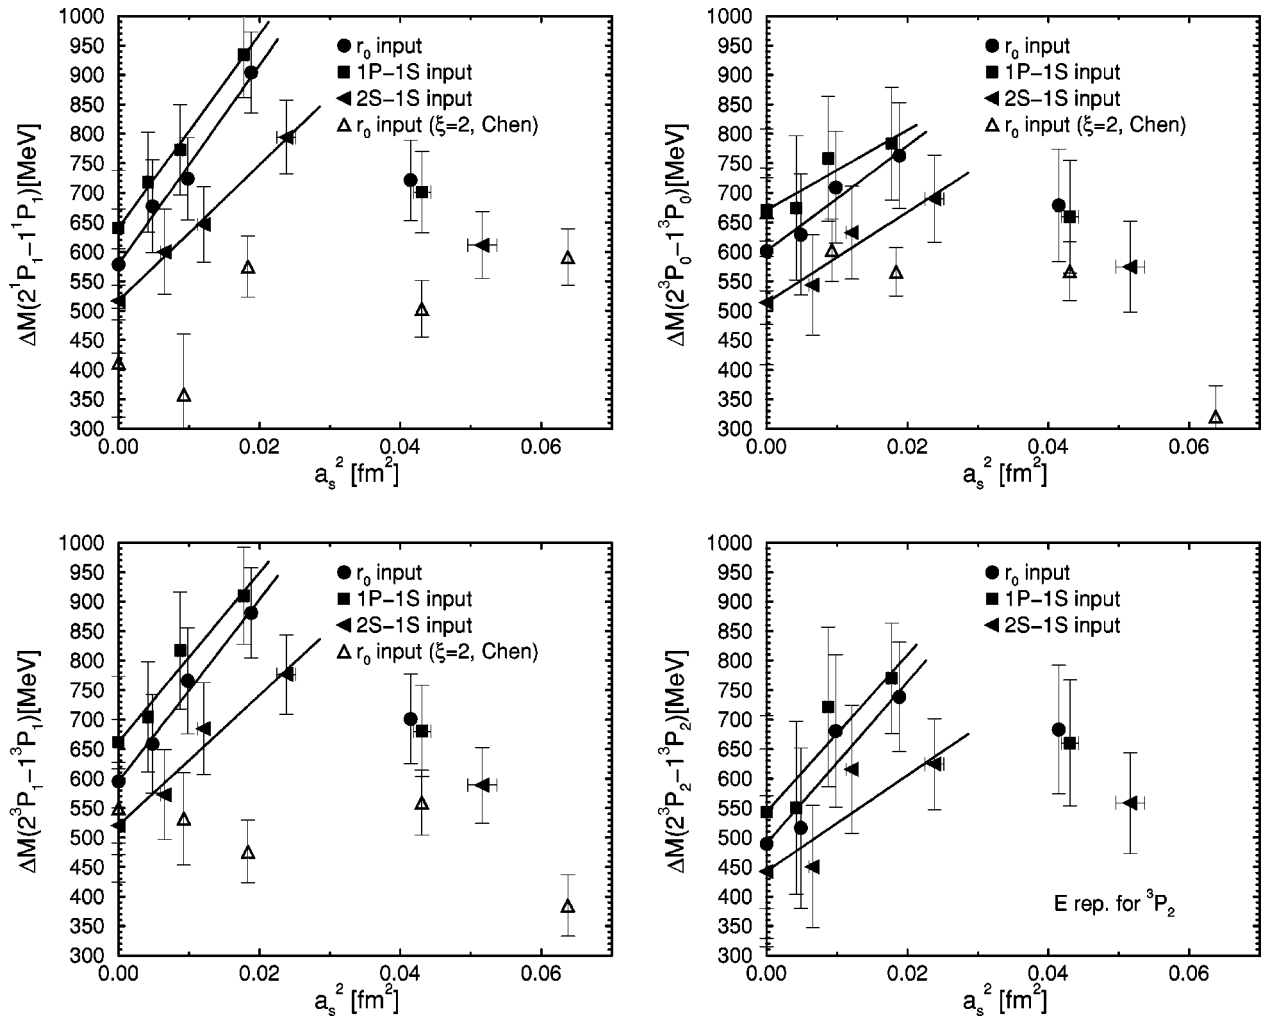 1000
950
900
850
800
750
700
650
600
550
500
450
400
350
300
ΔM(2¹P₁−1¹P₁)[MeV]
r₀ input
1P−1S input
2S−1S input
r₀ input (ξ=2, Chen)
0.00 0.02 0.04 0.06
aₛ² [fm²]
1000
950
900
850
800
750
700
650
600
550
500
450
400
350
300
ΔM(2³P₀−1³P₀)[MeV]
r₀ input
1P−1S input
2S−1S input
r₀ input (ξ=2, Chen)
0.00 0.02 0.04 0.06
aₛ² [fm²]
1000
950
900
850
800
750
700
650
600
550
500
450
400
350
300
ΔM(2³P₁−1³P₁)[MeV]
r₀ input
1P−1S input
2S−1S input
r₀ input (ξ=2, Chen)
0.00 0.02 0.04 0.06
aₛ² [fm²]
1000
950
900
850
800
750
700
650
600
550
500
450
400
350
300
ΔM(2³P₂−1³P₂)[MeV]
r₀ input
1P−1S input
2S−1S input
E rep. for ³P₂
0.00 0.02 0.04 0.06
aₛ² [fm²]